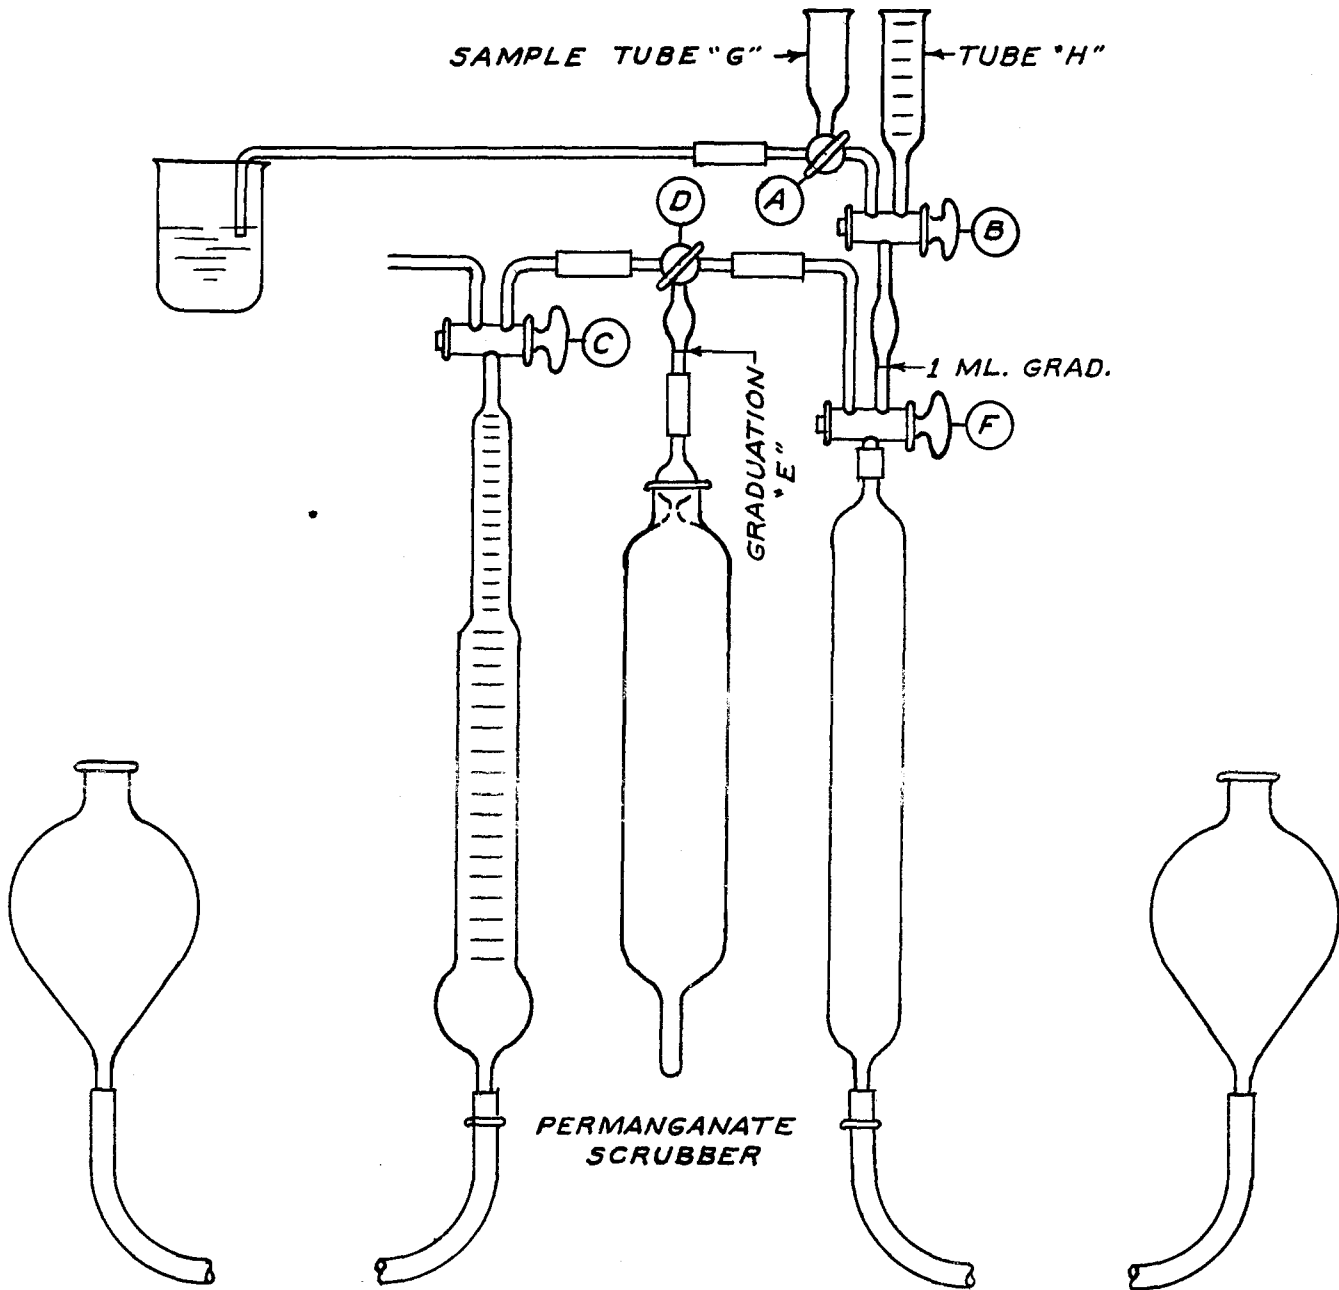 SAMPLE TUBE "G"
TUBE "H"
A
D
B
C
1 ML. GRAD.
F
GRADUATION
"E"
PERMANGANATE
SCRUBBER